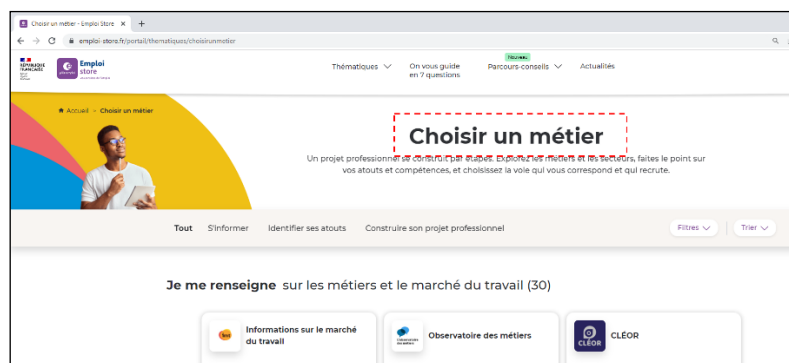 Choisir un métier - Emploi Store
emploi-store.fr/portail/thematiques/choisirunmetier
RÉPUBLIQUE
FRANÇAISE
Emploi
store
Thématiques
On vous guide
en 7 questions
Nouveau
Parcours-conseils
Actualités
Accueil - Choisir un métier
Choisir un métier
Un projet professionnel se construit par étapes. Explorez les métiers et les secteurs, faites le point sur
vos atouts et compétences, et choisissez la voie qui vous correspond et qui recrute.
Tout S'informer Identifier ses atouts Construire son projet professionnel
Filtres Trier
Je me renseigne sur les métiers et le marché du travail (30)
Informations sur le marché
du travail
Observatoire des métiers
CLÉOR
CLÉOR